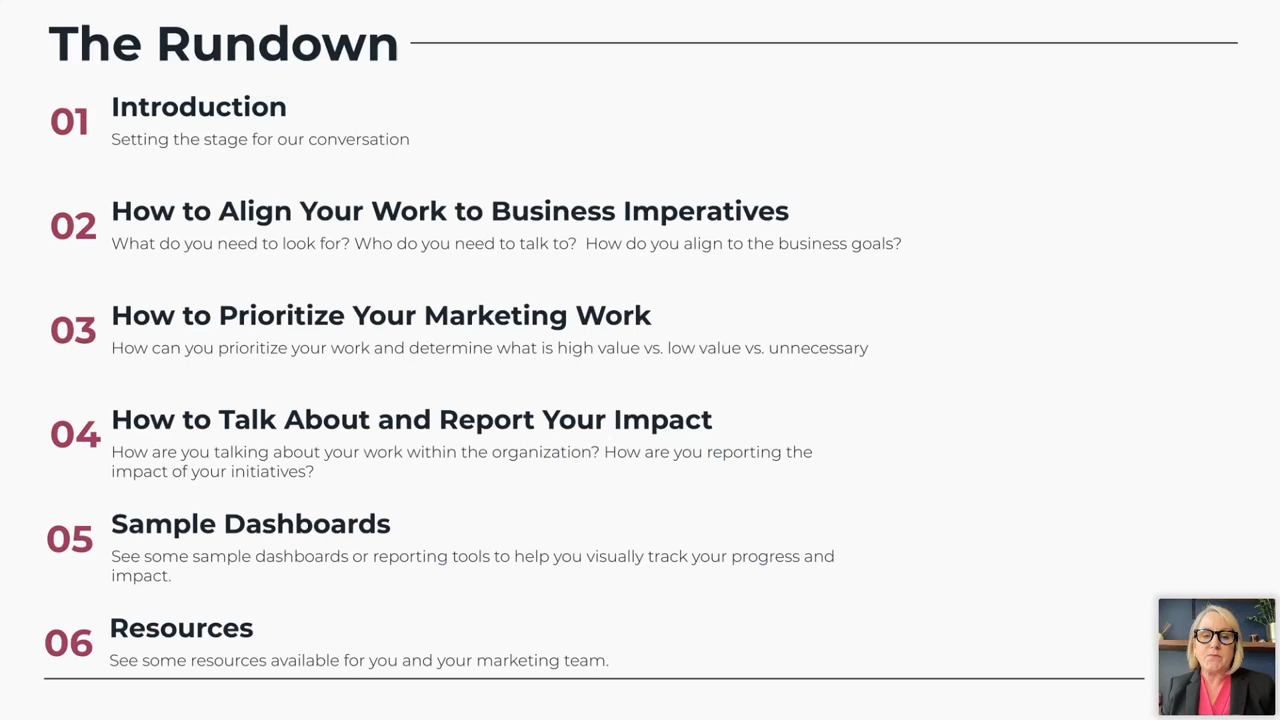 The Rundown
01
Introduction
Setting the stage for our conversation
02
How to Align Your Work to Business Imperatives
What do you need to look for? Who do you need to talk to?  How do you align to the business goals?
03
How to Prioritize Your Marketing Work
How can you prioritize your work and determine what is high value vs. low value vs. unnecessary
04
How to Talk About and Report Your Impact
How are you talking about your work within the organization? How are you reporting the
impact of your initiatives?
05
Sample Dashboards
See some sample dashboards or reporting tools to help you visually track your progress and
impact.
06
Resources
See some resources available for you and your marketing team.